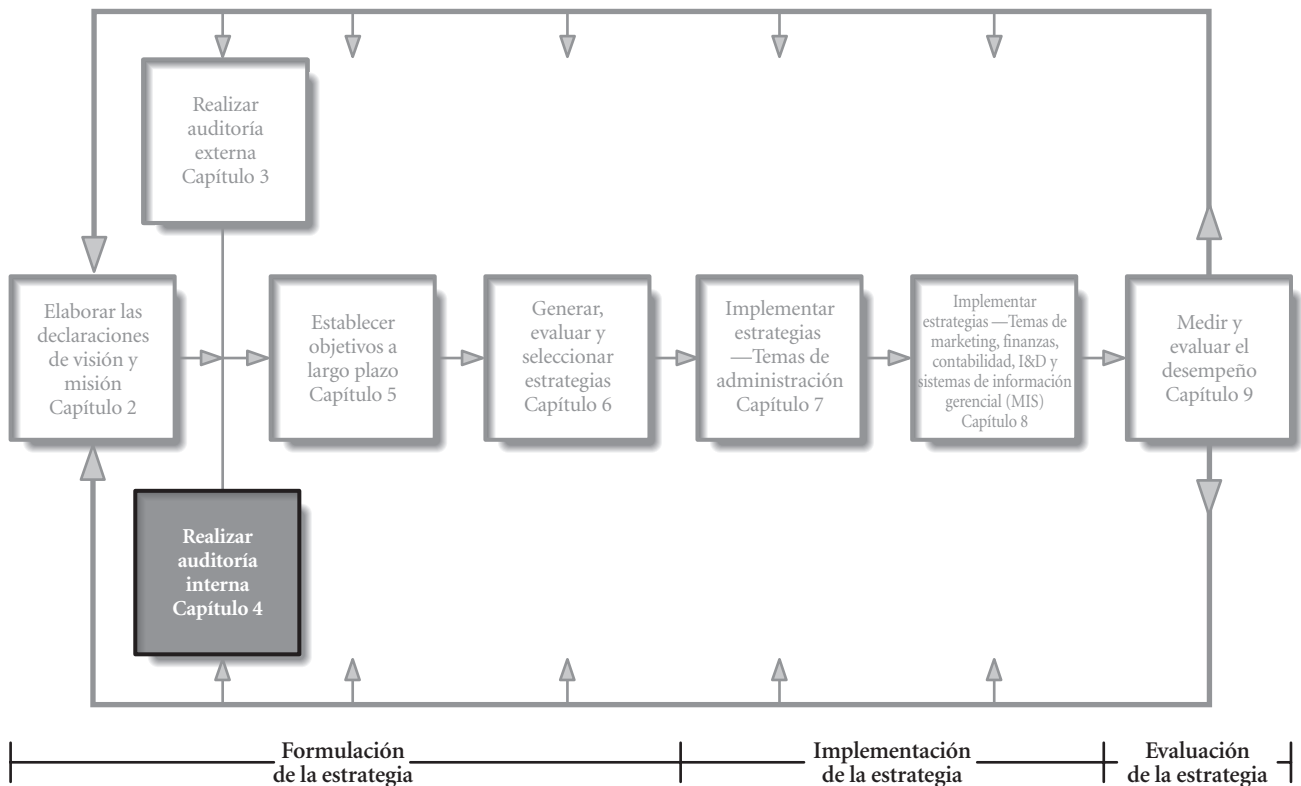 Realizar
auditoría
externa
Capítulo 3
Elaborar las
declaraciones
de visión y
misión
Capítulo 2
Establecer
objetivos a
largo plazo
Capítulo 5
Generar,
evaluar y
seleccionar
estrategias
Capítulo 6
Implementar
estrategias
—Temas de
administración
Capítulo 7
Implementar
estrategias —Temas de
marketing, finanzas,
contabilidad, I&D y
sistemas de información
gerencial (MIS)
Capítulo 8
Medir y
evaluar el
desempeño
Capítulo 9
Realizar
auditoría
interna
Capítulo 4
Formulación
de la estrategia
Implementación
de la estrategia
Evaluación
de la estrategia